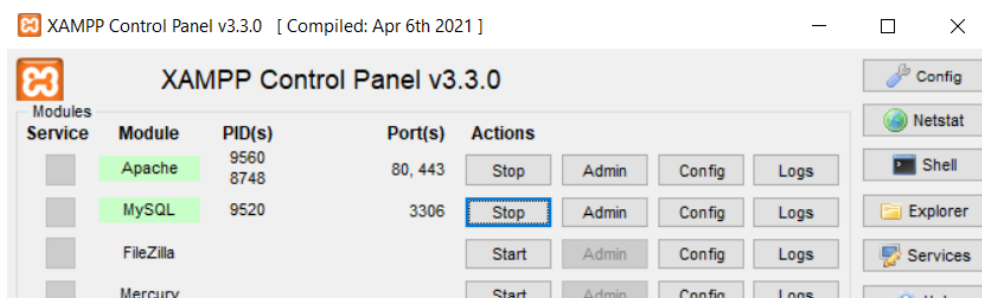 XAMPP Control Panel v3.3.0 [ Compiled: Apr 6th 2021 ]
XAMPP Control Panel v3.3.0
Config
Modules
Netstat
Service Module PID(s) Port(s) Actions
Apache 9560 8748 80, 443 Stop Admin Config Logs
Shell
MySQL 9520 3306 Stop Admin Config Logs
Explorer
FileZilla Start Admin Config Logs
Services
Mercury Start Admin Config Logs